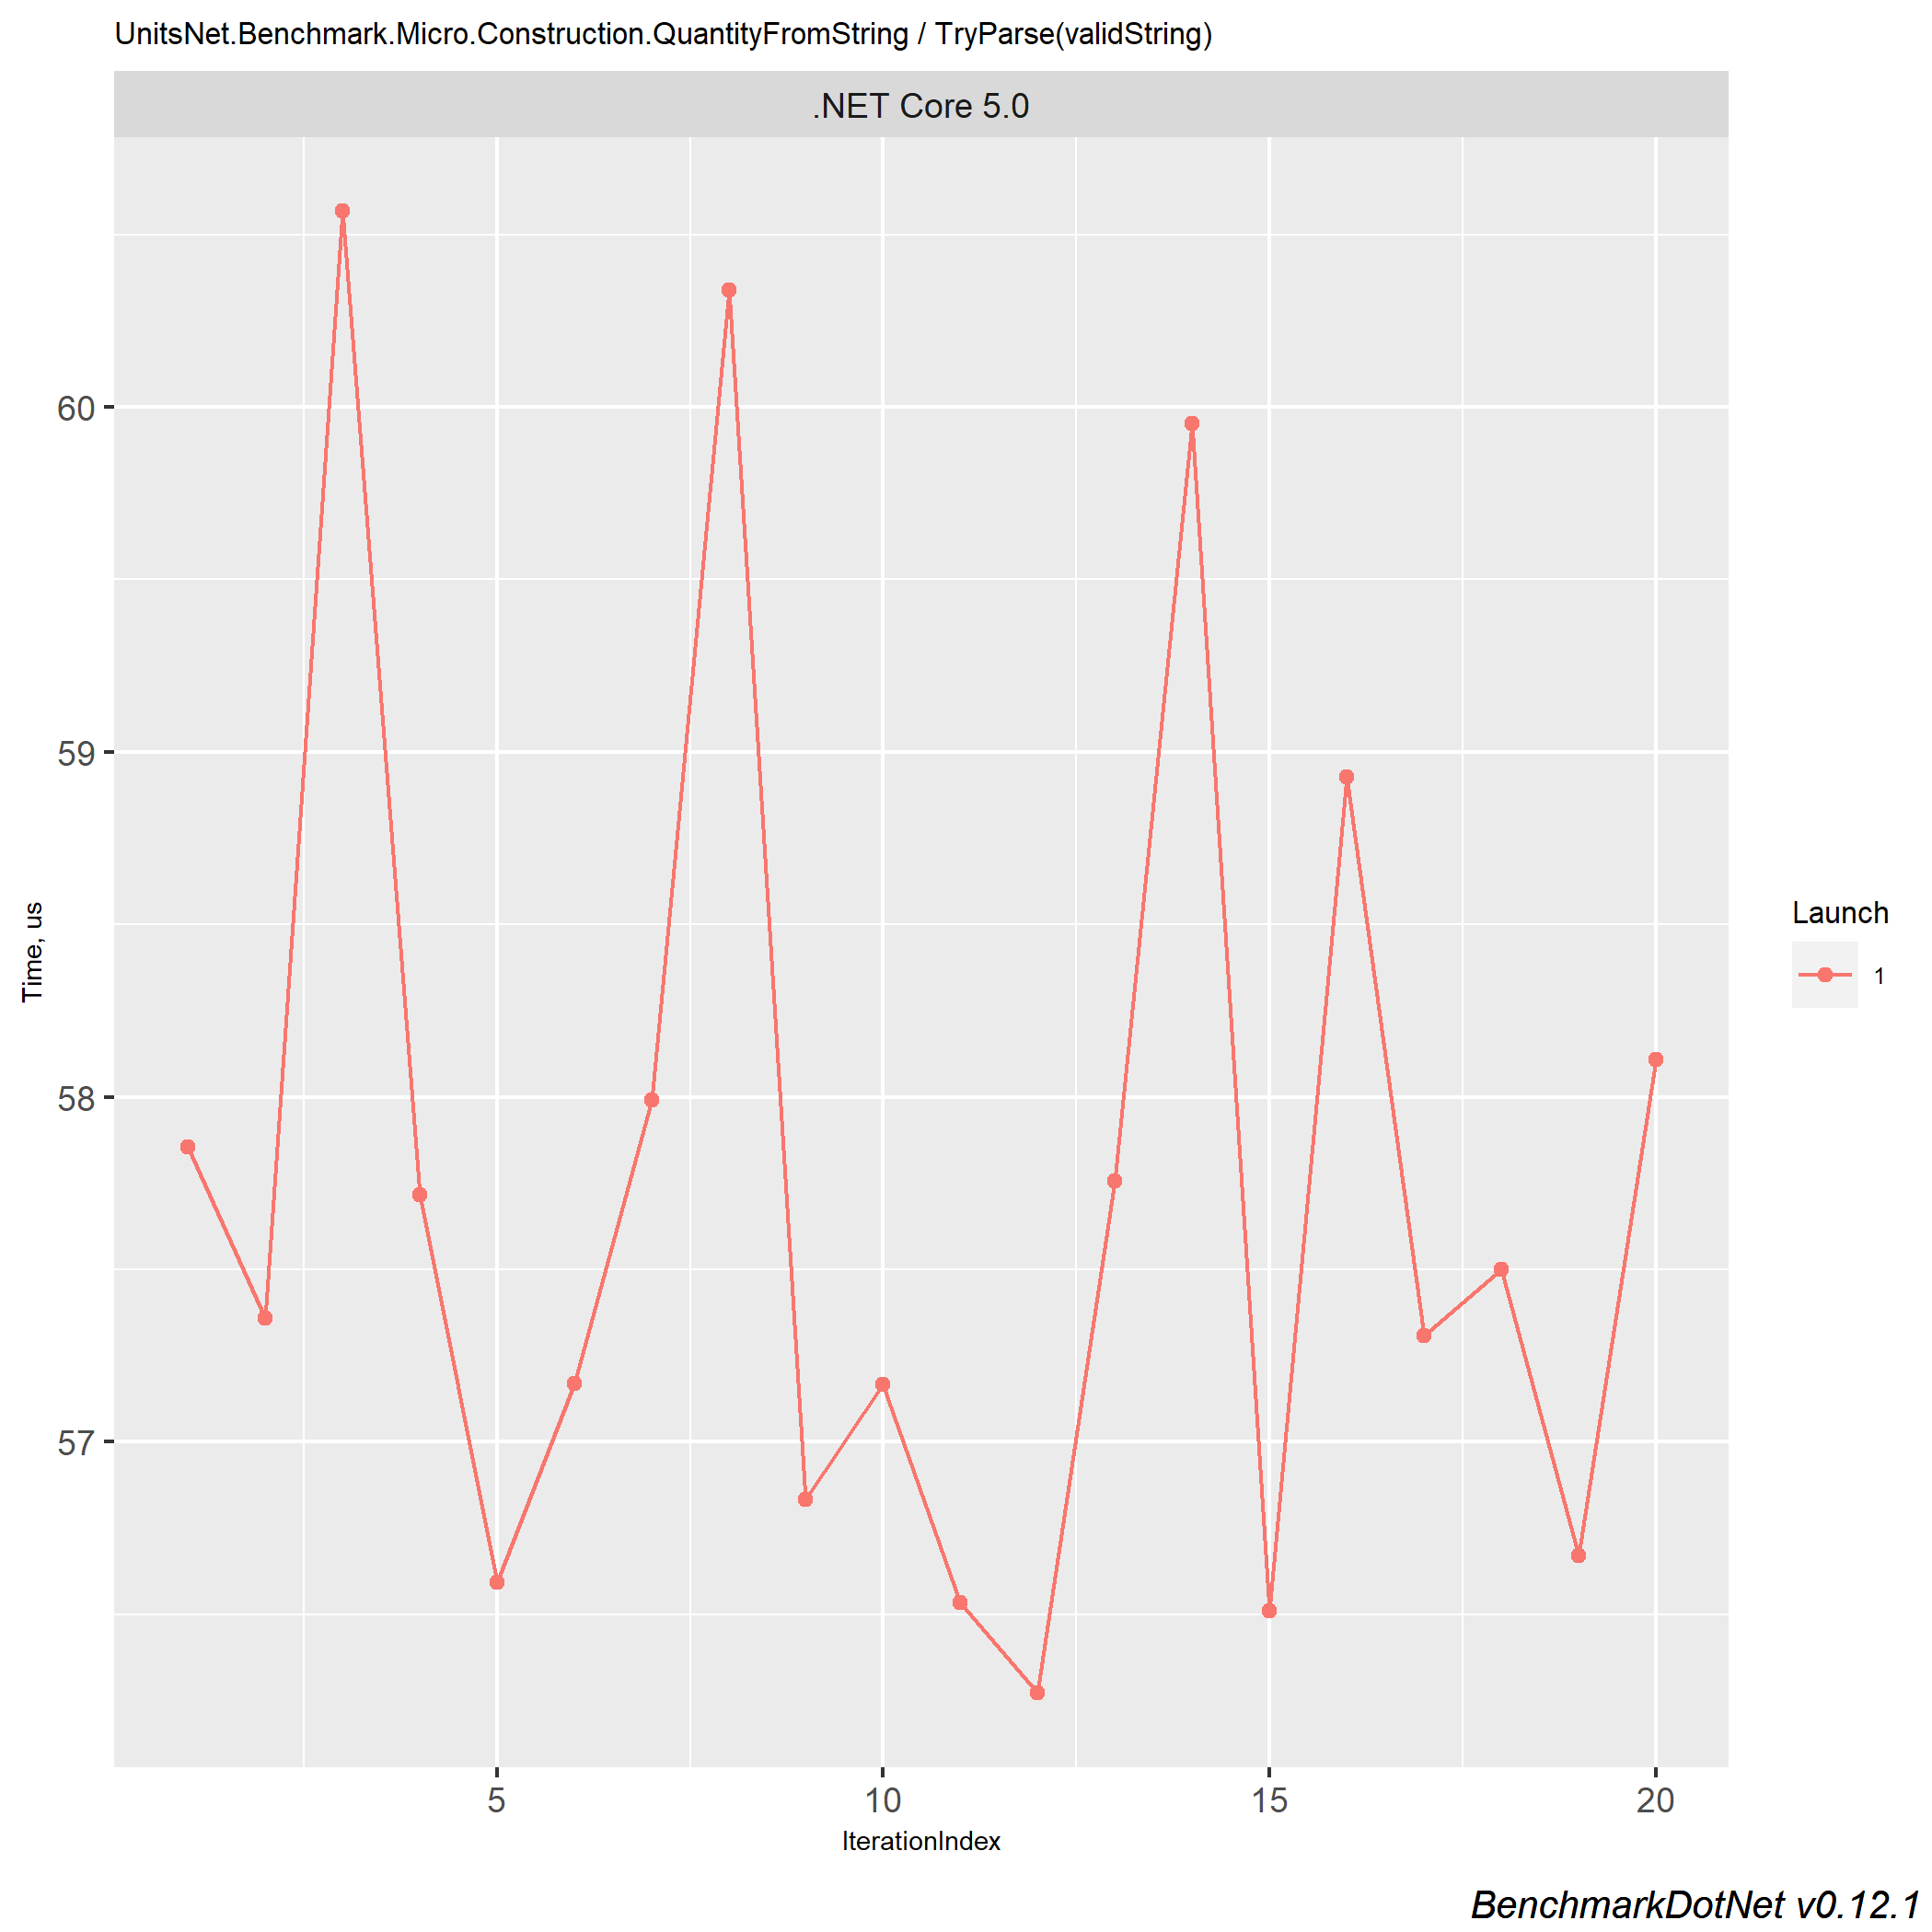 UnitsNet.Benchmark.Micro.Construction.QuantityFromString / TryParse(validString)
.NET Core 5.0
60
59
58
57
Time, us
5 10 15 20
IterationIndex
Launch
1
BenchmarkDotNet v0.12.1